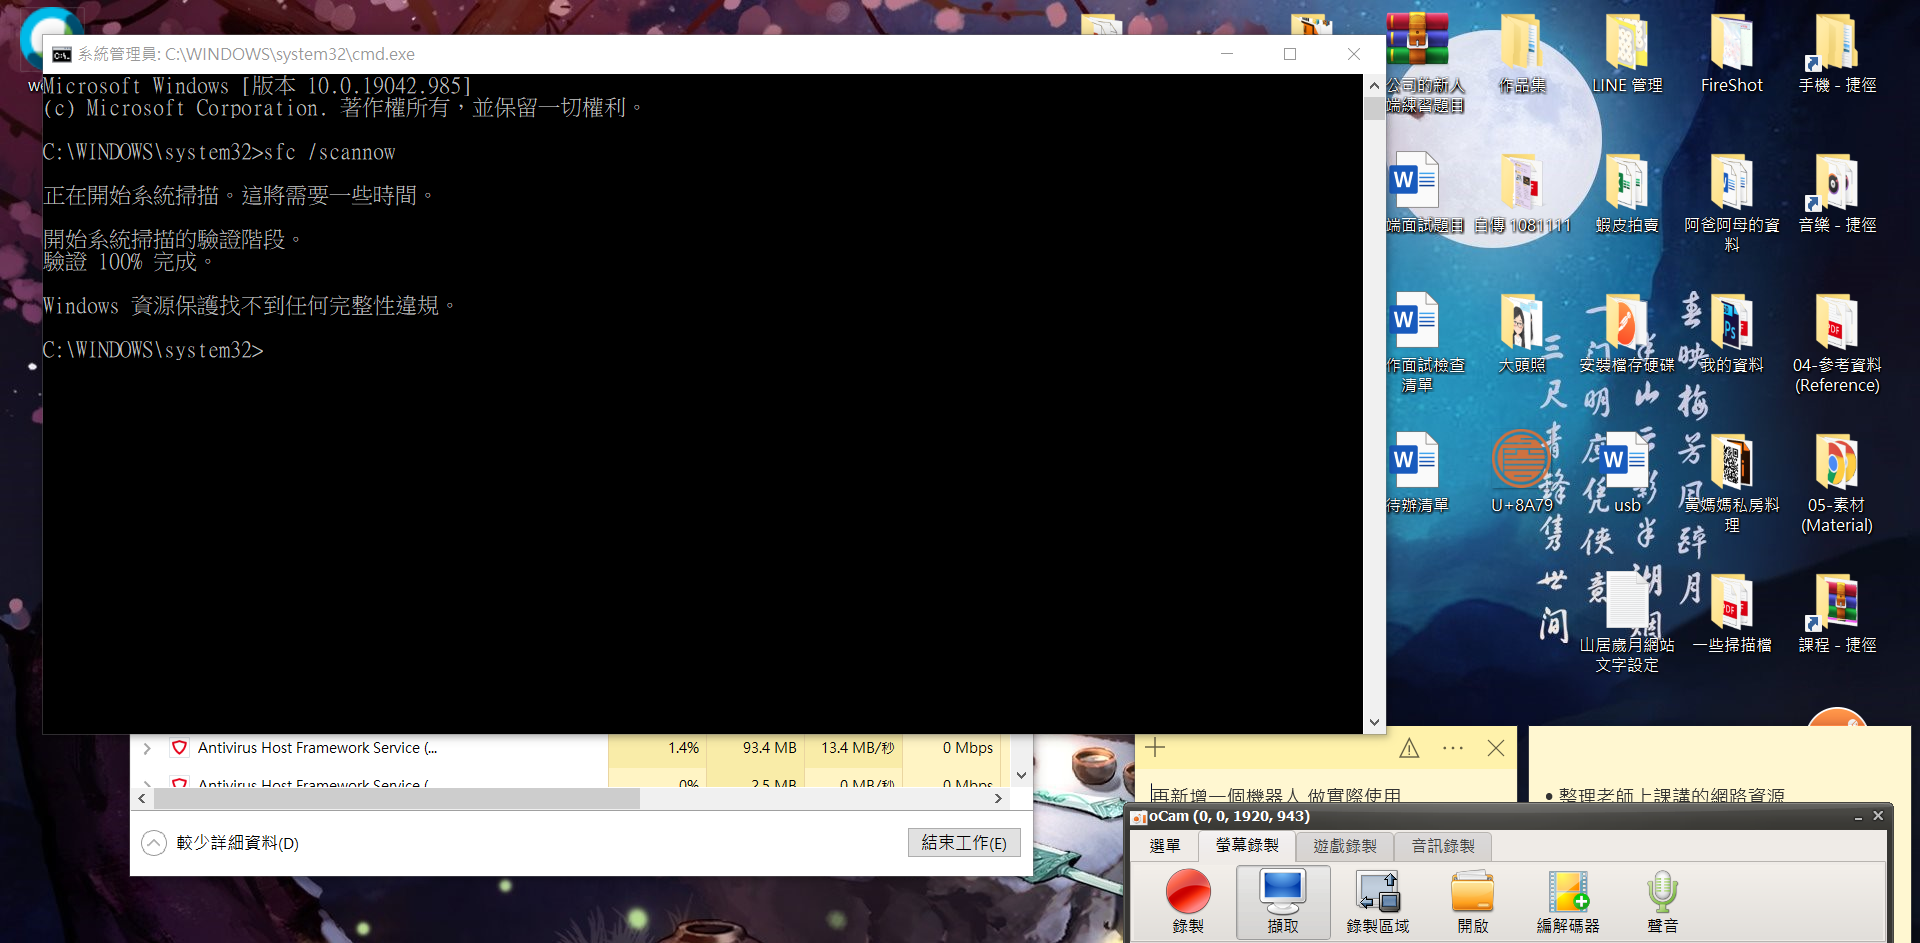 系統管理員: C:\WINDOWS\system32\cmd.exe
Microsoft Windows [版本 10.0.19042.985]
(c) Microsoft Corporation. 著作權所有，並保留一切權利。
C:\WINDOWS\system32>sfc /scannow
正在開始系統掃描。這將需要一些時間。
開始系統掃描的驗證階段。
驗證 100% 完成。
Windows 資源保護找不到任何完整性違規。
C:\WINDOWS\system32>
公司的新人
端練習題目
作品集
LINE 管理
FireShot
手機 - 捷徑
端面試題目
自傳 1081111
蝦皮拍賣
阿爸阿母的資
料
音樂 - 捷徑
作面試檢查
清單
大頭照
安裝檔存硬碟
我的資料
04-參考資料
(Reference)
待辦清單
U+8A79
usb
黃媽媽私房料
理
05-素材
(Material)
山居歲月網站
文字設定
一些掃描檔
課程 - 捷徑
春映梅芳風辞月
三尺青鋒隽世间
Antivirus Host Framework Service (... 1.4% 93.4 MB 13.4 MB/秒 0 Mbps
Antivirus Host Framework Service ( 0% 2.5 MB 0 MB/秒 0 Mbps
較少詳細資料(D)
結束工作(E)
再新增一個機器人 做實際使用
• 整理老師上課講的網路資源
oCam (0, 0, 1920, 943)
選單 螢幕錄製 遊戲錄製 音訊錄製
錄製 擷取 錄製區域 開啟 編解碼器 聲音